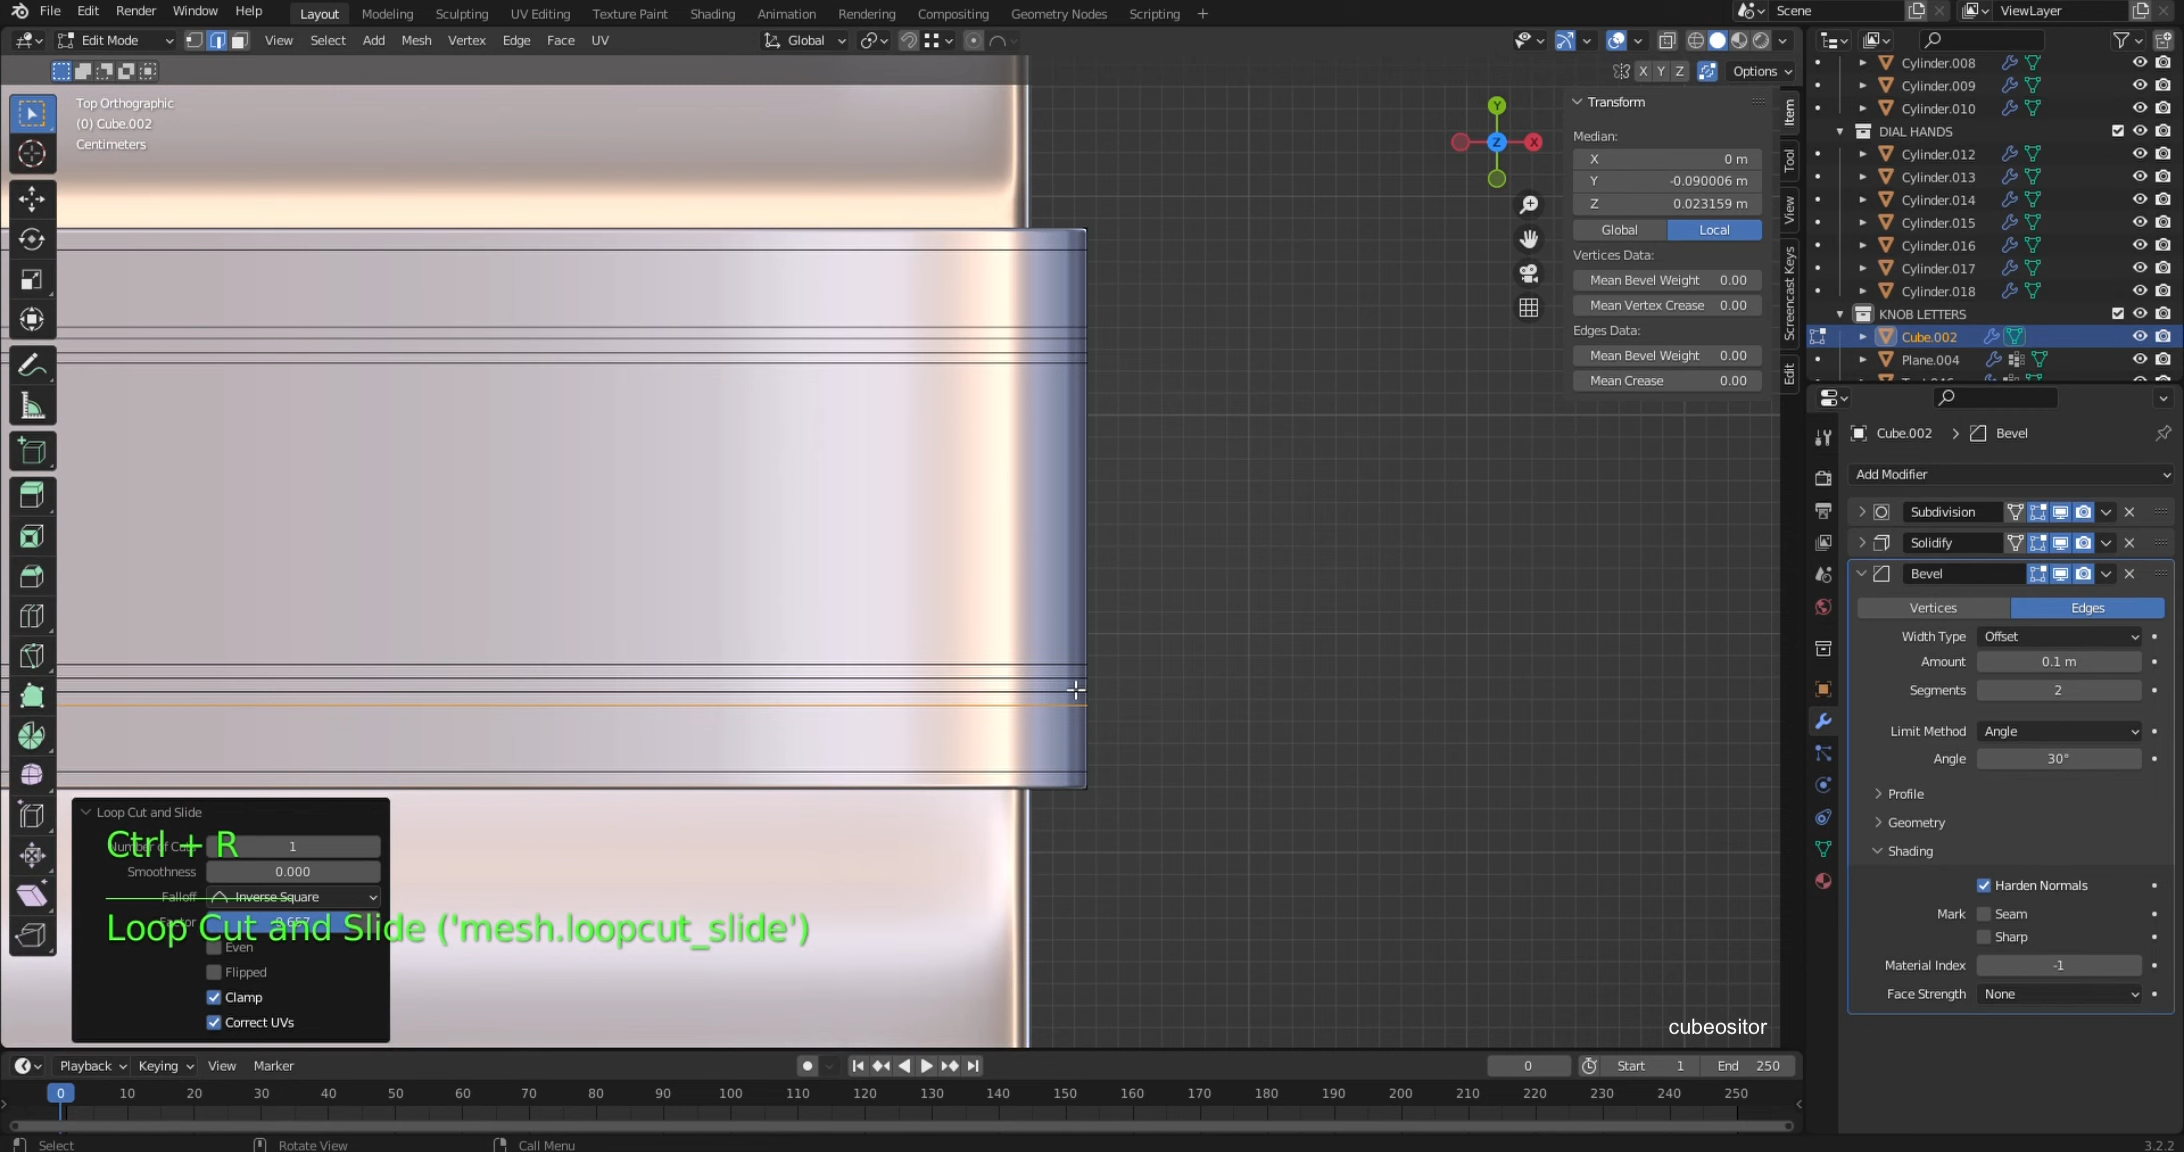 File Edit Render Window Help Layout Modeling Sculpting UV Editing Texture Paint Shading Animation Rendering Compositing Geometry Nodes Scripting + Scene ViewLayer
Edit Mode View Select Add Mesh Vertex Edge Face UV Global
X Y Z Options
Top Orthographic
(0) Cube.002
Centimeters
Y
Z
X
Transform
Median:
X 0 m
Y -0.090006 m
Z 0.023159 m
Global Local
Vertices Data:
Mean Bevel Weight 0.00
Mean Vertex Crease 0.00
Edges Data:
Mean Bevel Weight 0.00
Mean Crease 0.00
Item
Tool
View
Screencast Keys
Edit
Cylinder.008
Cylinder.009
Cylinder.010
DIAL HANDS
Cylinder.012
Cylinder.013
Cylinder.014
Cylinder.015
Cylinder.016
Cylinder.017
Cylinder.018
KNOB LETTERS
Cube.002
Plane.004
Cube.002 > Bevel
Add Modifier
Subdivision
Solidify
Bevel
Vertices Edges
Width Type Offset
Amount 0.1 m
Segments 2
Limit Method Angle
Angle 30°
Profile
Geometry
Shading
Harden Normals
Mark Seam
Sharp
Material Index -1
Face Strength None
Loop Cut and Slide
Ctrl + R
1
Smoothness 0.000
Falloff Inverse Square
Loop Cut and Slide ('mesh.loopcut_slide')
Factor
Even
Flipped
Clamp
Correct UVs
cubeositor
Playback Keying View Marker 0 Start 1 End 250
0 10 20 30 40 50 60 70 80 90 100 110 120 130 140 150 160 170 180 190 200 210 220 230 240 250
Select Rotate View Call Menu 3.2.2